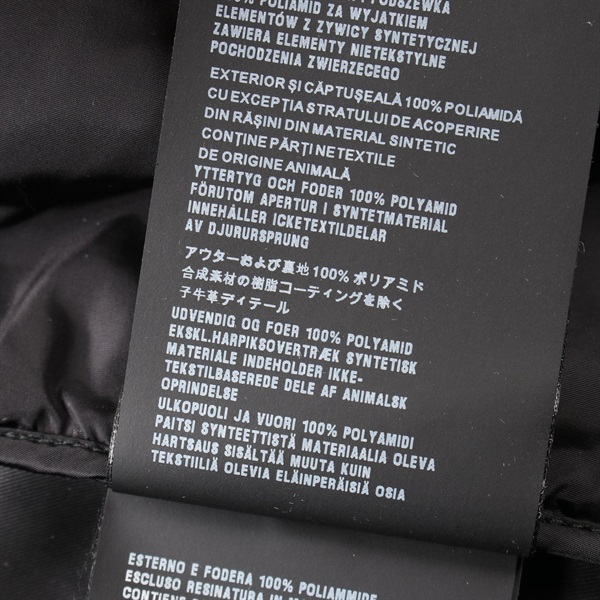 PODSZEWKA
100% POLIAMID ZA WYJĄTKIEM
ELEMENTÓW Z ŻYWICY SYNTETYCZNEJ
ZAWIERA ELEMENTY NIETEKSTYLNE
POCHODZENIA ZWIERZĘCEGO
EXTERIOR ȘI CĂPTUȘEALĂ 100% POLIAMIDĂ
CU EXCEPȚIA STRATULUI DE ACOPERIRE
DIN RĂȘINI DIN MATERIAL SINTETIC
CONȚINE PĂRȚI NETEXTILE
DE ORIGINE ANIMALĂ
YTTERTYG OCH FODER 100% POLYAMID
FÖRUTOM APERTUR I SYNTETMATERIAL
INNEHÅLLER ICKETEXTILDELAR
AV DJURURSPRUNG
アウターおよび裏地100% ポリアミド
合成素材の樹脂コーティングを除く
子牛革ディテール
UDVENDIG OG FOER 100% POLYAMID
EKSKL.HARPIKSOVERTRÆK SYNTETISK
MATERIALE INDEHOLDER IKKE-
TEKSTILBASEREDE DELE AF ANIMALSK
OPRINDELSE
ULKOPUOLI JA VUORI 100% POLYAMIDI
PAITSI SYNTEETTISTÄ MATERIAALIA OLEVA
HARTSAUS SISÄLTÄÄ MUUTA KUIN
TEKSTIILIÄ OLEVIA ELÄINPERÄISIÄ OSIA
ESTERNO E FODERA 100% POLIAMMIDE
ESCLUSO RESINATURA IN
CONTIENE